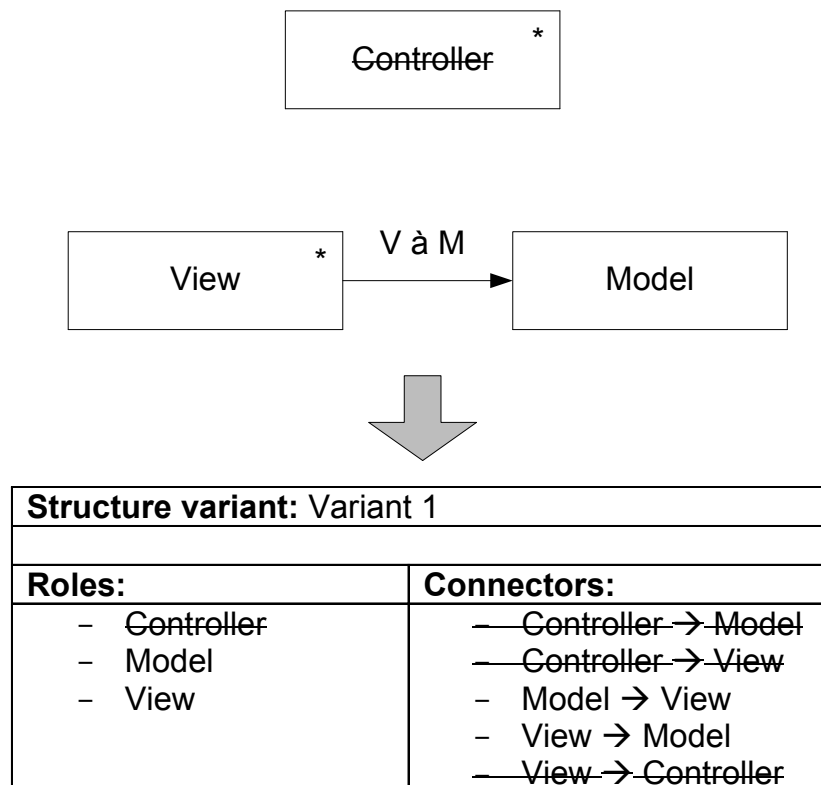 Controller *
View *
V à M
Model
Structure variant: Variant 1
Roles:
Connectors:
– Controller
– Model
– View
– Controller → Model
– Controller → View
– Model → View
– View → Model
– View → Controller